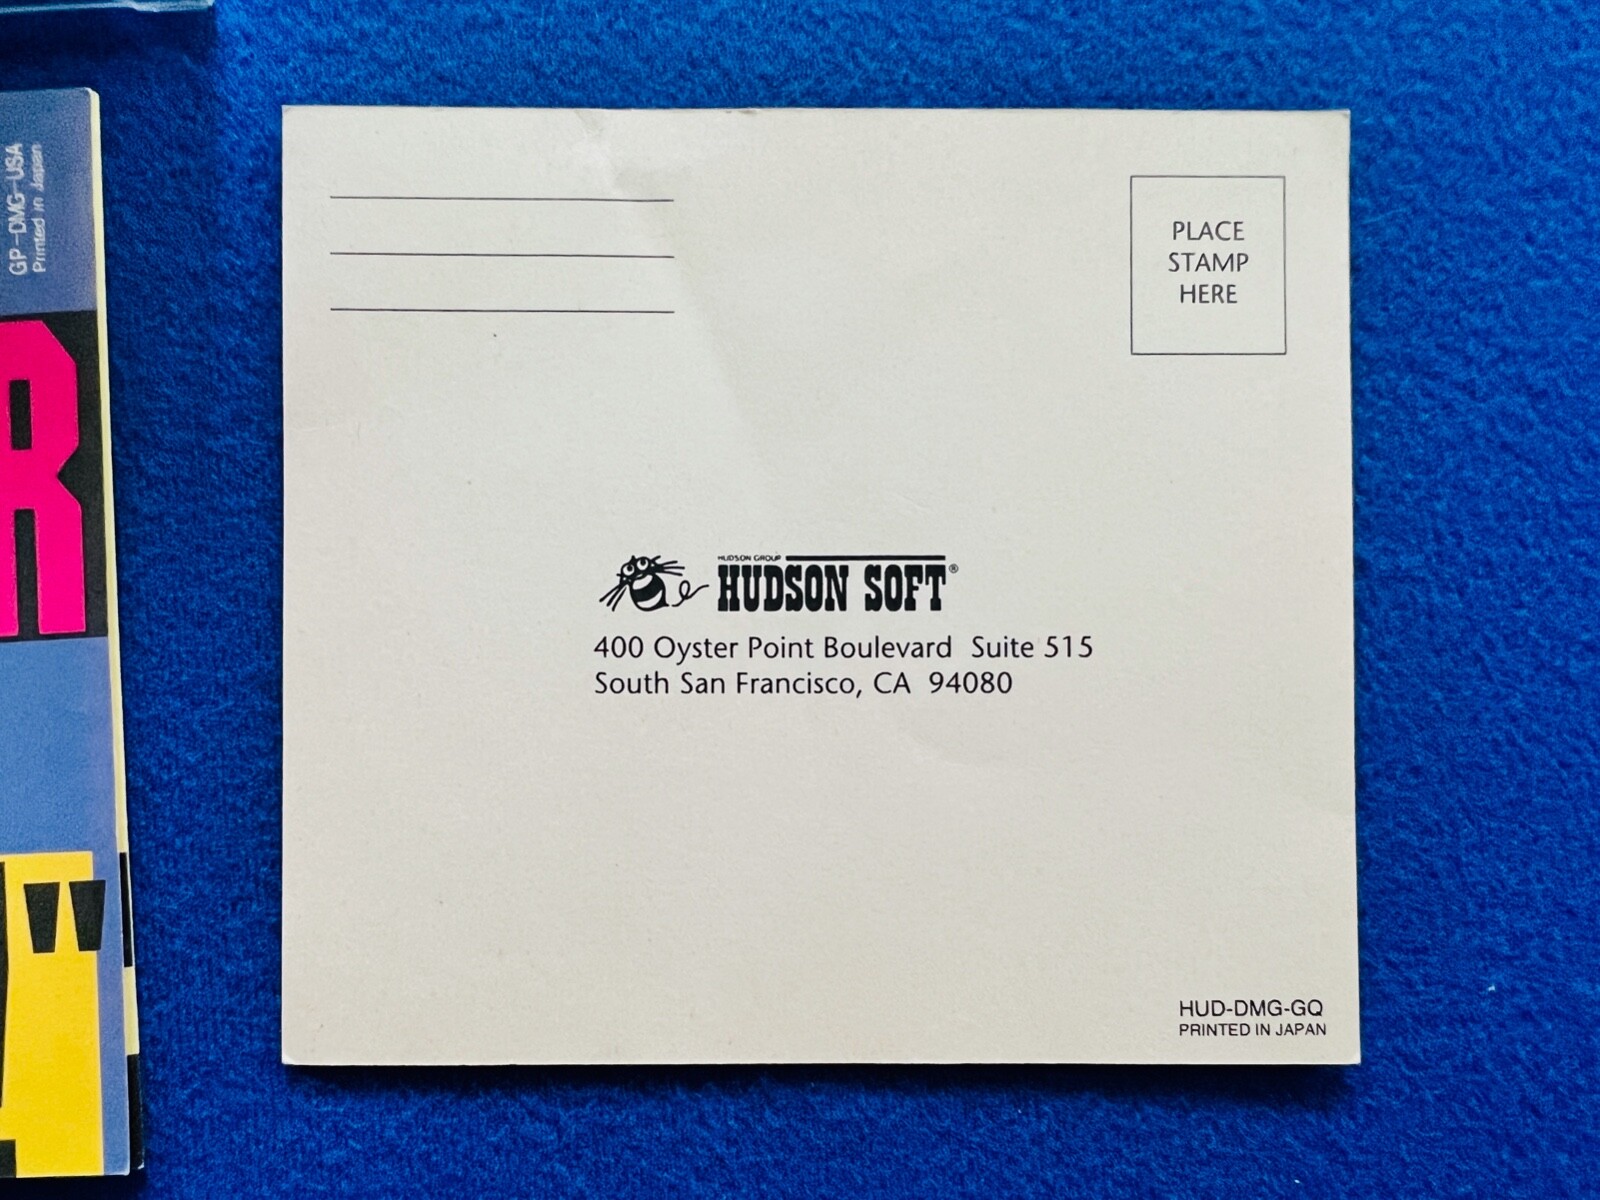 GP-DMG-USA
Printed in Japan
R
"
PLACE
STAMP
HERE
HUDSON GROUP
HUDSON SOFT®
400 Oyster Point Boulevard Suite 515
South San Francisco, CA 94080
HUD-DMG-GQ
PRINTED IN JAPAN